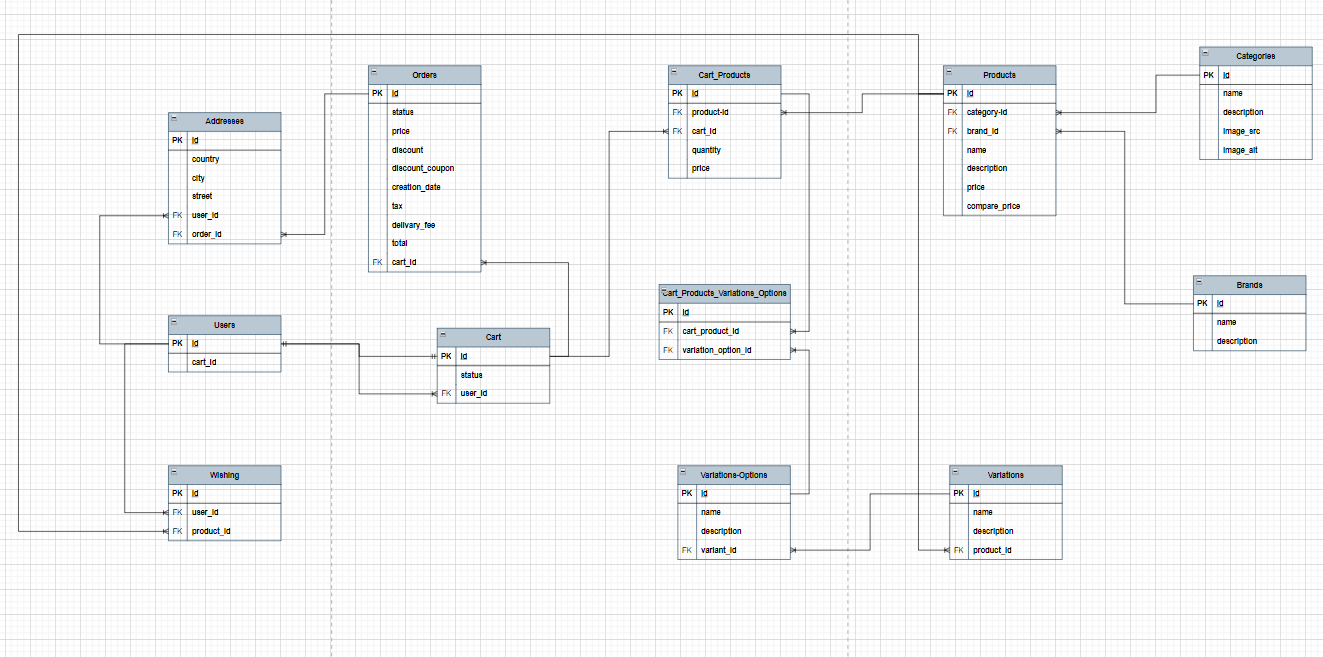 Categories
PK id
name
description
image_src
image_alt
Orders
PK id
status
price
discount
discount_coupon
creation_date
tax
delivary_fee
total
FK cart_id
Cart_Products
PK id
FK product-id
FK cart_id
quantity
price
Products
PK id
FK category-id
FK brand_id
name
description
price
compare_price
Addresses
PK id
country
city
street
FK user_id
FK order_id
Brands
PK id
name
description
Cart_Products_Variations_Options
PK id
FK cart_product_id
FK variation_option_id
Users
PK id
cart_id
Cart
PK id
status
FK user_id
Wishing
PK id
FK user_id
FK product_id
Variations-Options
PK id
name
description
FK variant_id
Variations
PK id
name
description
FK product_id